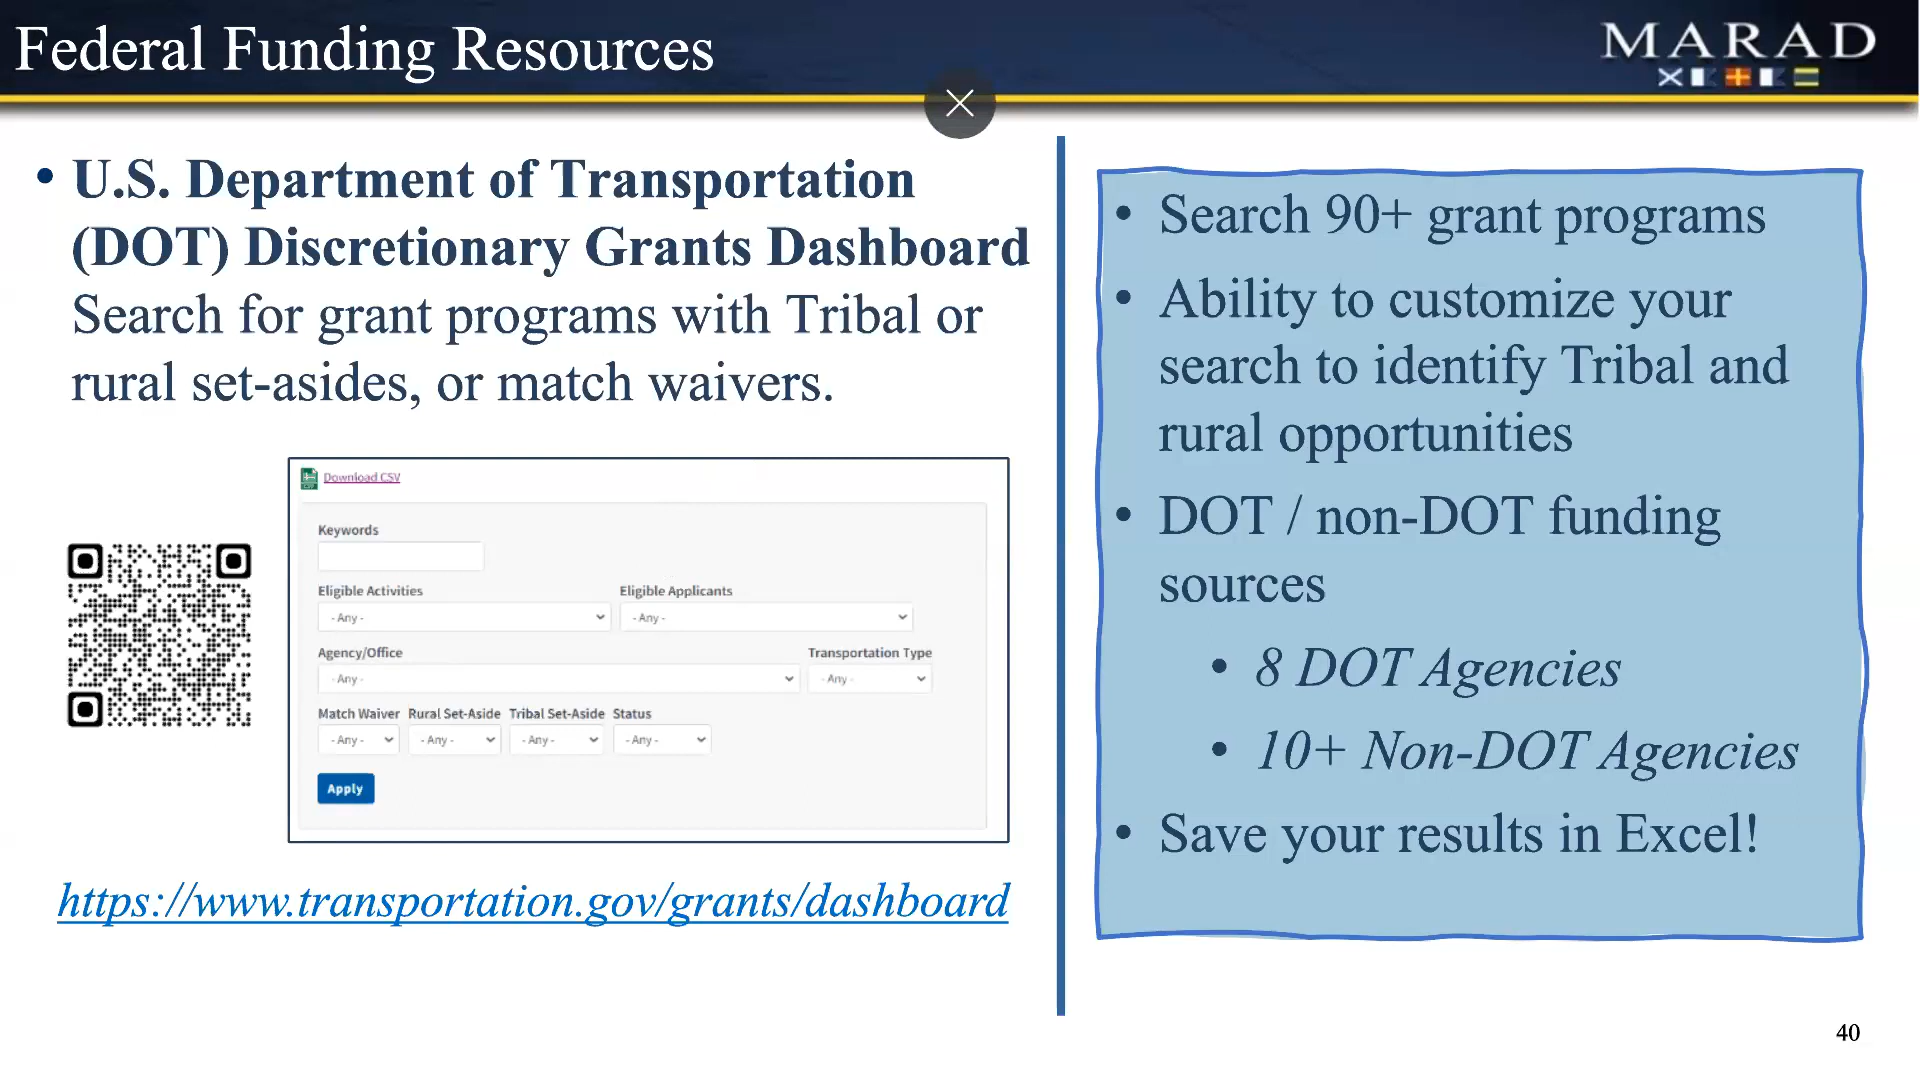 Federal Funding Resources
MARAD
• U.S. Department of Transportation
(DOT) Discretionary Grants Dashboard
Search for grant programs with Tribal or
rural set-asides, or match waivers.
Download CSV
Keywords
Eligible Activities Eligible Applicants
- Any - - Any -
Agency/Office Transportation Type
- Any - - Any -
Match Waiver Rural Set-Aside Tribal Set-Aside Status
- Any - - Any - - Any - - Any -
Apply
https://www.transportation.gov/grants/dashboard
• Search 90+ grant programs
• Ability to customize your
search to identify Tribal and
rural opportunities
• DOT / non-DOT funding
sources
• 8 DOT Agencies
• 10+ Non-DOT Agencies
• Save your results in Excel!
40